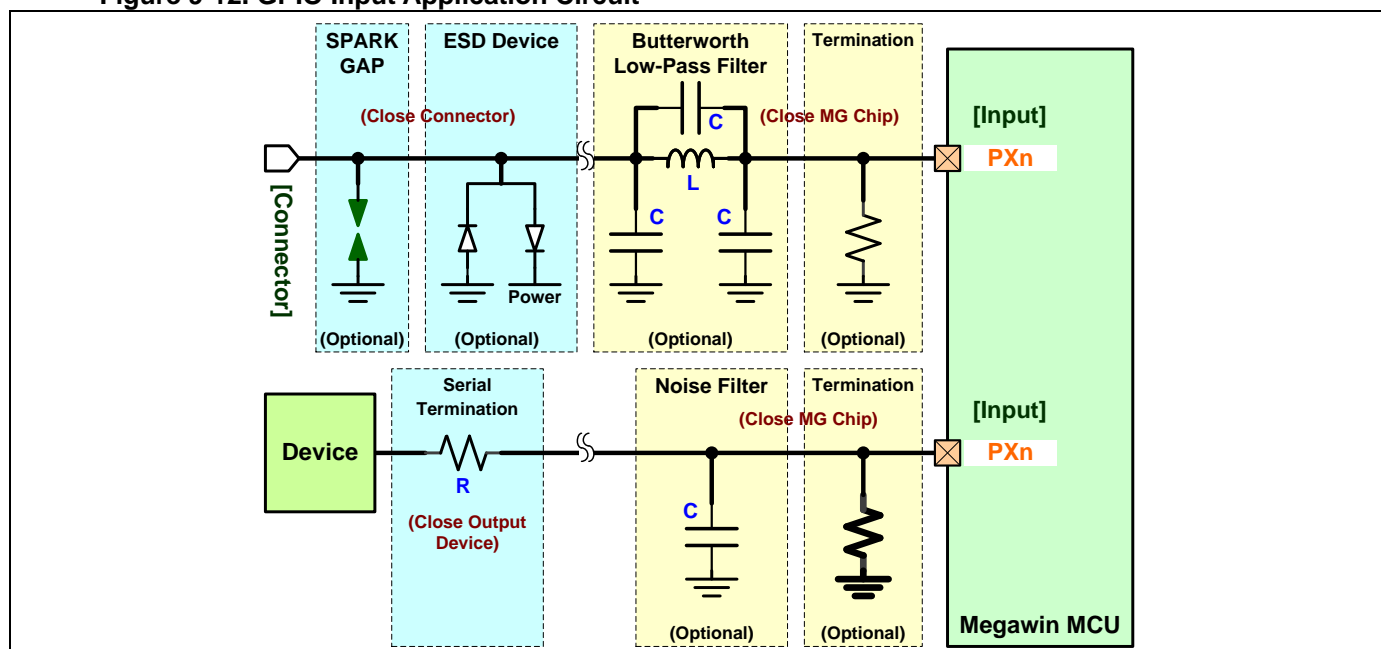 SPARK
GAP
ESD Device
Butterworth
Low-Pass Filter
Termination
(Close Connector)
C
(Close MG Chip)
[Input]
PXn
L
[Connector]
C
C
Power
(Optional)
(Optional)
(Optional)
(Optional)
Serial
Termination
Noise Filter
Termination
(Close MG Chip)
[Input]
Device
PXn
R
C
(Close Output
Device)
(Optional)
(Optional)
Megawin MCU